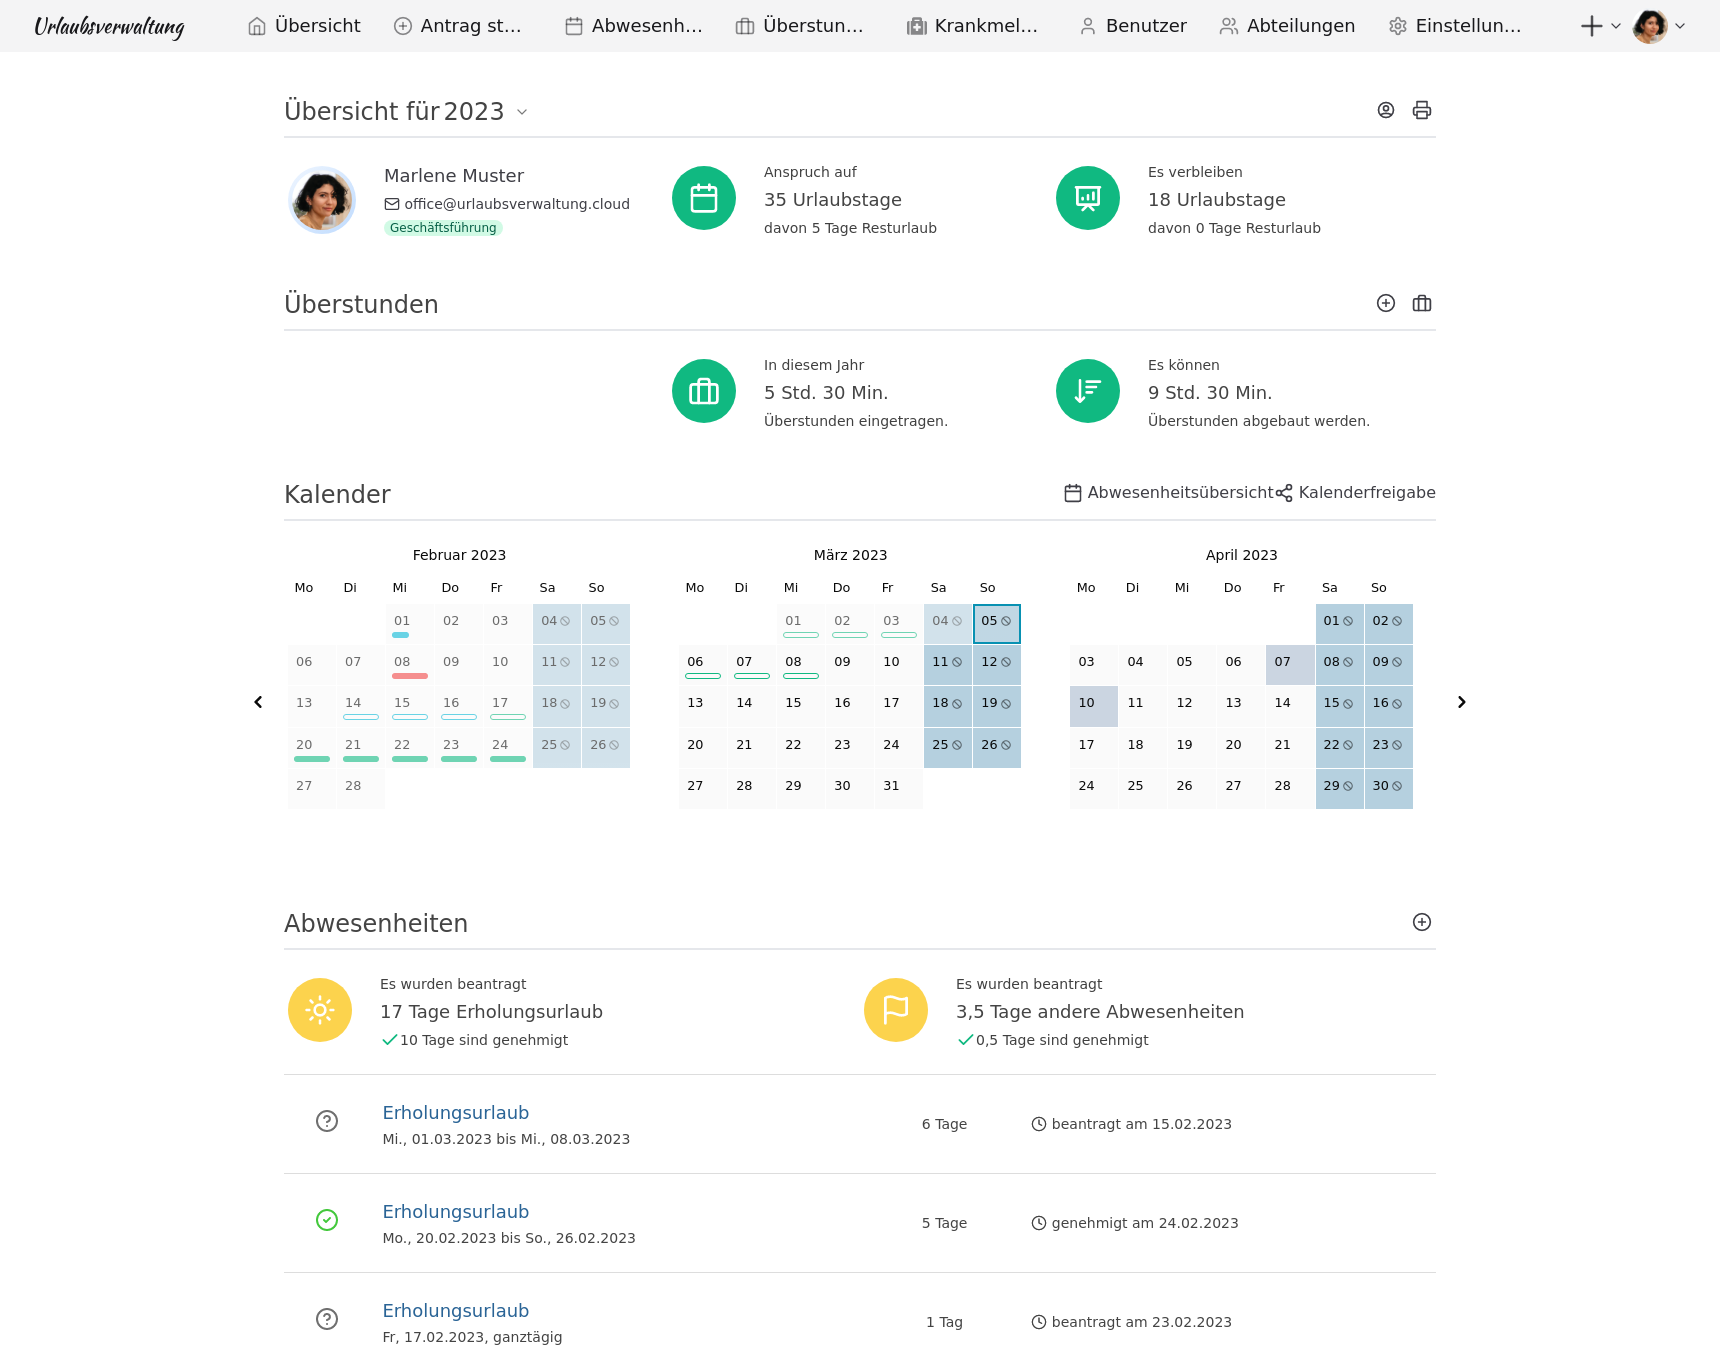 Urlaubsverwaltung Übersicht Antrag st... Abwesenh... Überstun... Krankmel... Benutzer Abteilungen Einstellun...
Übersicht für 2023
Marlene Muster
office@urlaubsverwaltung.cloud
Geschäftsführung
Anspruch auf
35 Urlaubstage
davon 5 Tage Resturlaub
Es verbleiben
18 Urlaubstage
davon 0 Tage Resturlaub
Überstunden
In diesem Jahr
5 Std. 30 Min.
Überstunden eingetragen.
Es können
9 Std. 30 Min.
Überstunden abgebaut werden.
Kalender
Abwesenheitsübersicht Kalenderfreigabe
Februar 2023
Mo Di Mi Do Fr Sa So
01 02 03 04 05
06 07 08 09 10 11 12
13 14 15 16 17 18 19
20 21 22 23 24 25 26
27 28
März 2023
Mo Di Mi Do Fr Sa So
01 02 03 04 05
06 07 08 09 10 11 12
13 14 15 16 17 18 19
20 21 22 23 24 25 26
27 28 29 30 31
April 2023
Mo Di Mi Do Fr Sa So
01 02
03 04 05 06 07 08 09
10 11 12 13 14 15 16
17 18 19 20 21 22 23
24 25 26 27 28 29 30
Abwesenheiten
Es wurden beantragt
17 Tage Erholungsurlaub
10 Tage sind genehmigt
Es wurden beantragt
3,5 Tage andere Abwesenheiten
0,5 Tage sind genehmigt
Erholungsurlaub
Mi., 01.03.2023 bis Mi., 08.03.2023
6 Tage
beantragt am 15.02.2023
Erholungsurlaub
Mo., 20.02.2023 bis So., 26.02.2023
5 Tage
genehmigt am 24.02.2023
Erholungsurlaub
Fr, 17.02.2023, ganztägig
1 Tag
beantragt am 23.02.2023